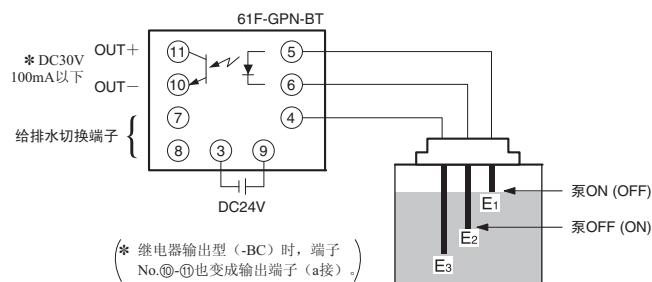 61F-GPN-BT
OUT+ ⑪ ⑤
* DC30V
100mA以下
OUT− ⑩ ⑥
⑦ ④
给排水切换端子
⑧ ③ ⑨
DC24V
泵ON (OFF)
E1
泵OFF (ON)
E2
E3
* 继电器输出型（-BC）时，端子
No.⑩-⑪也变成输出端子（a接）。